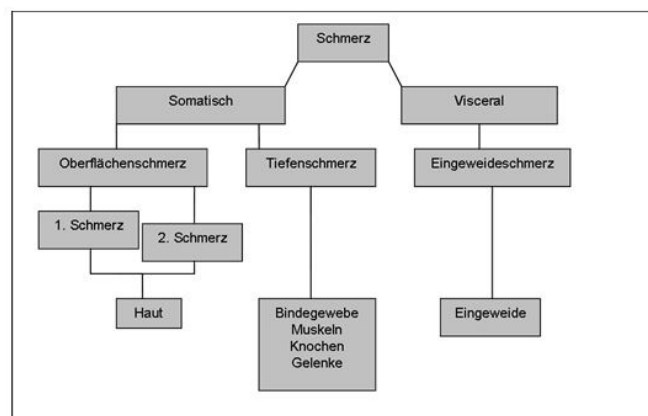 Schmerz
Somatisch
Visceral
Oberflächenschmerz
Tiefenschmerz
Eingeweideschmerz
1. Schmerz
2. Schmerz
Haut
Bindegewebe
Muskeln
Knochen
Gelenke
Eingeweide